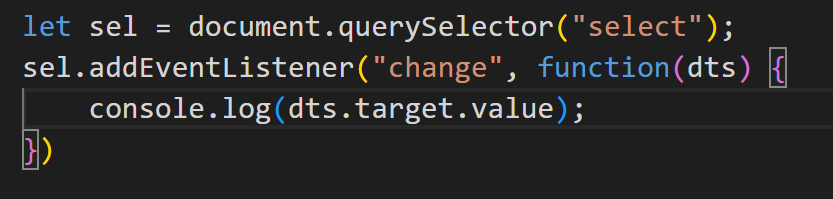 let sel = document.querySelector("select");
sel.addEventListener("change", function(dts) {
    console.log(dts.target.value);
})